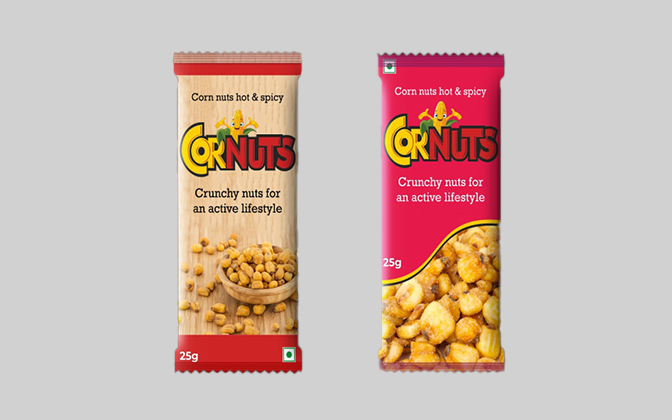 Corn nuts hot & spicy
CORNUTS
Crunchy nuts for
an active lifestyle
25g
Corn nuts hot & spicy
CORNUTS
Crunchy nuts for
an active lifestyle
25g